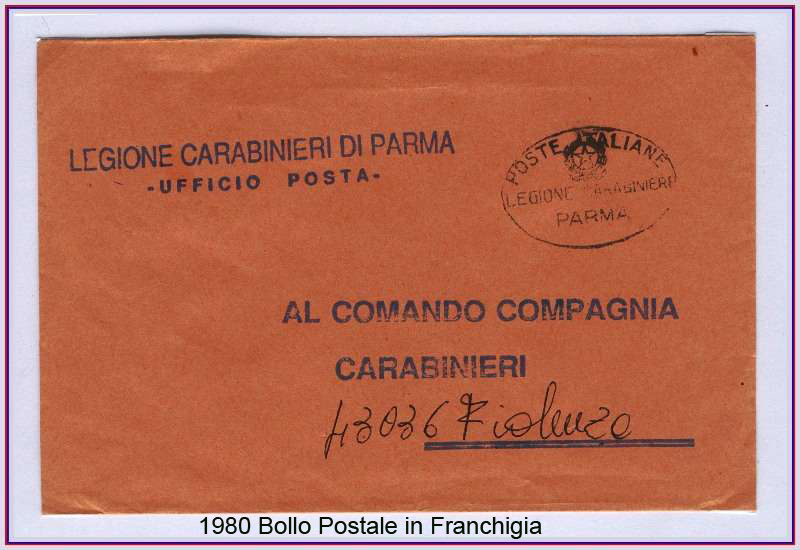 LEGIONE CARABINIERI DI PARMA
-UFFICIO POSTA-
POSTE ITALIANE
LEGIONE CARABINIERI
PARMA
AL COMANDO COMPAGNIA
CARABINIERI
43036 Fidenza
1980 Bollo Postale in Franchigia